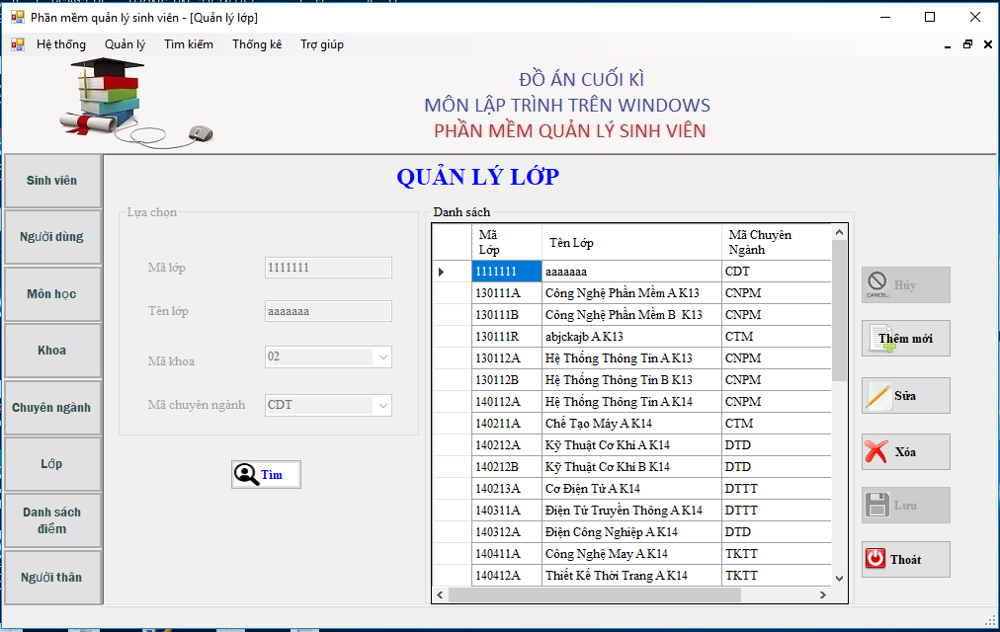 Phần mềm quản lý sinh viên - [Quản lý lớp]
Hệ thống Quản lý Tìm kiếm Thống kê Trợ giúp
ĐỒ ÁN CUỐI KÌ
MÔN LẬP TRÌNH TRÊN WINDOWS
PHẦN MỀM QUẢN LÝ SINH VIÊN
Sinh viên
Người dùng
Môn học
Khoa
Chuyên ngành
Lớp
Danh sách
điểm
Người thân
QUẢN LÝ LỚP
Lựa chọn
Mã lớp 1111111
Tên lớp aaaaaaa
Mã khoa 02
Mã chuyên ngành CDT
Tìm
Danh sách
Mã
Lớp
Tên Lớp
Mã Chuyên
Ngành
1111111 aaaaaaa CDT
130111A Công Nghệ Phần Mềm A K13 CNPM
130111B Công Nghệ Phần Mềm B K13 CNPM
130111R abjckajb A K13 CTM
130112A Hệ Thống Thông Tin A K13 CNPM
130112B Hệ Thống Thông Tin B K13 CNPM
140112A Hệ Thống Thông Tin A K14 CNPM
140211A Chế Tạo Máy A K14 CTM
140212A Kỹ Thuật Cơ Khí A K14 DTD
140212B Kỹ Thuật Cơ Khí B K14 DTD
140213A Cơ Điện Tử A K14 DTTT
140311A Điện Tử Truyền Thông A K14 DTTT
140312A Điện Công Nghiệp A K14 DTD
140411A Công Nghệ May A K14 TKTT
140412A Thiết Kế Thời Trang A K14 TKTT
CANCEL
Hủy
Thêm mới
Sửa
Xóa
Lưu
Thoát